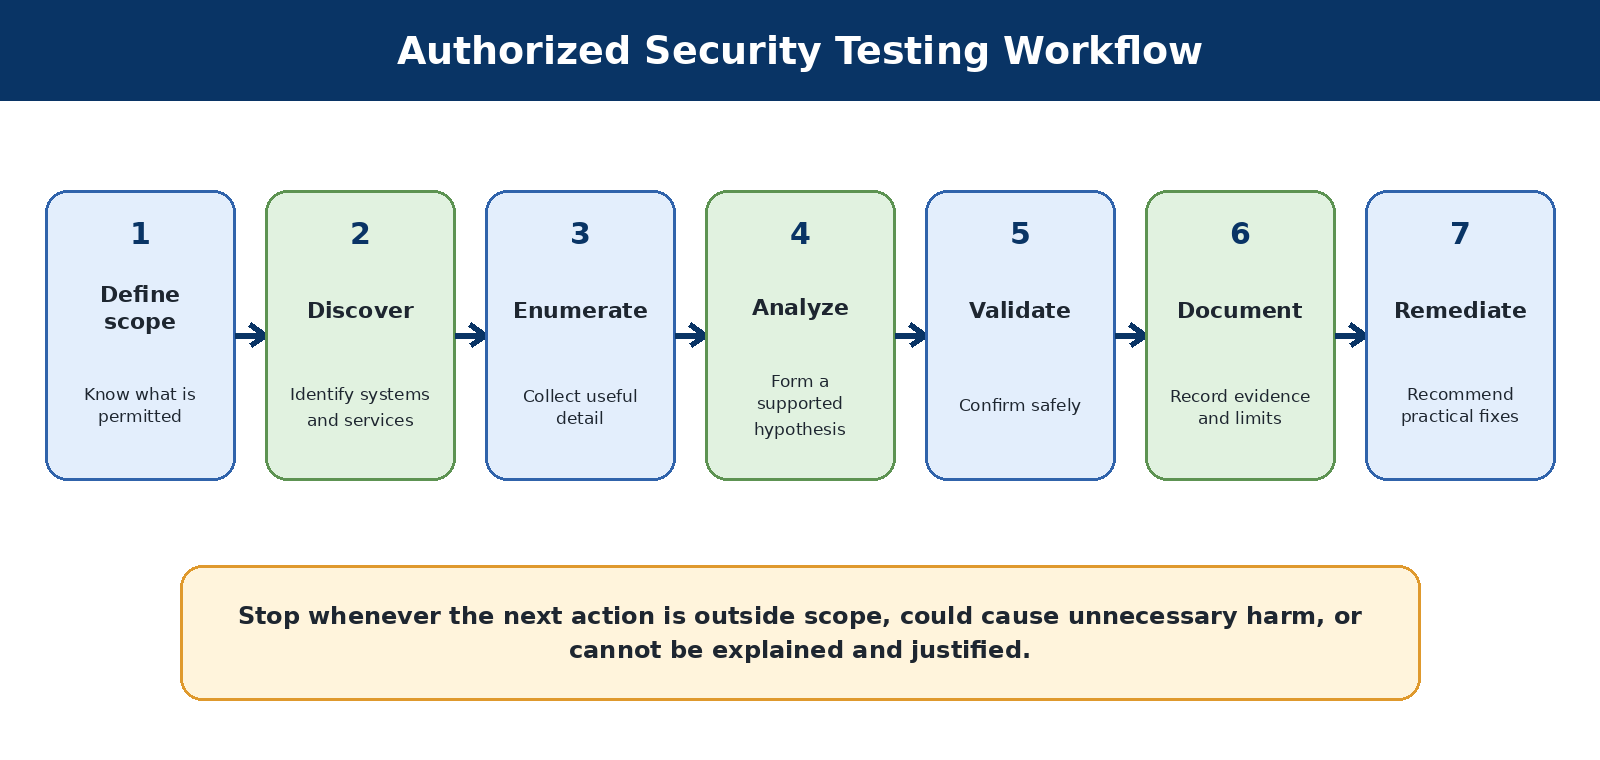 Authorized Security Testing Workflow
1
Define
scope
Know what is
permitted
2
Discover
Identify systems
and services
3
Enumerate
Collect useful
detail
4
Analyze
Form a
supported
hypothesis
5
Validate
Confirm safely
6
Document
Record evidence
and limits
7
Remediate
Recommend
practical fixes
Stop whenever the next action is outside scope, could cause unnecessary harm, or
cannot be explained and justified.